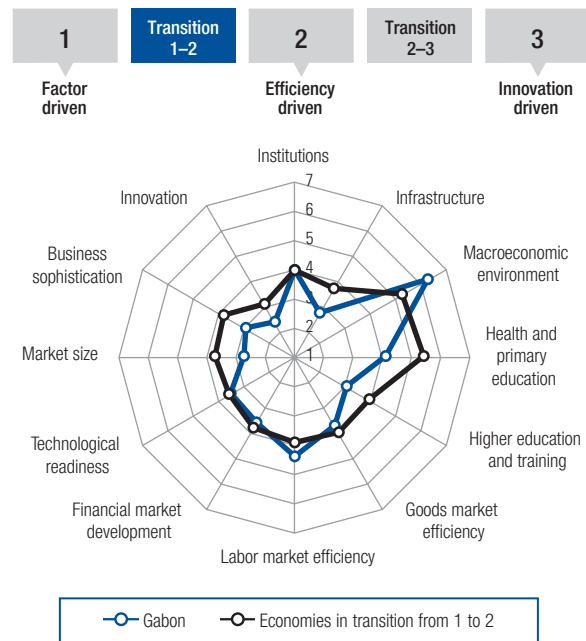 1
Transition
1–2
2
Transition
2–3
3
Factor
driven
Efficiency
driven
Innovation
driven
Institutions
7
Innovation
Infrastructure
6
5
Business
sophistication
Macroeconomic
environment
4
3
Market size
2
1
Health and
primary
education
Technological
readiness
Higher education
and training
Financial market
development
Goods market
efficiency
Labor market efficiency
Gabon
Economies in transition from 1 to 2